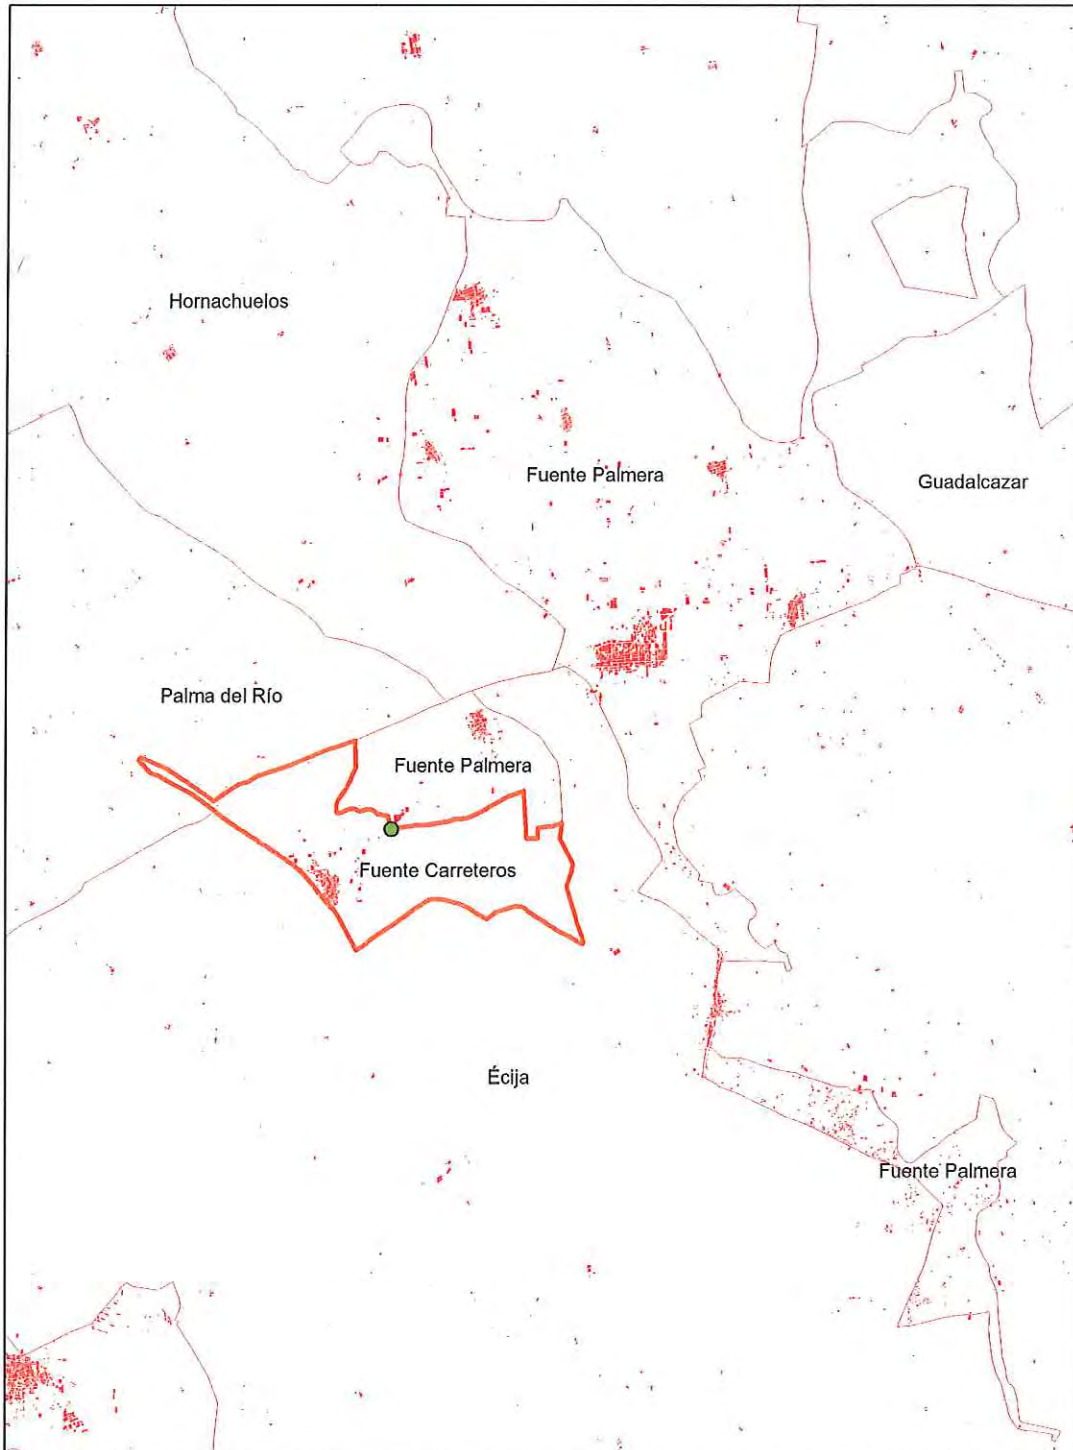 Hornachuelos
Fuente Palmera
Guadalcazar
Palma del Río
Fuente Palmera
Fuente Carreteros
Écija
Fuente Palmera